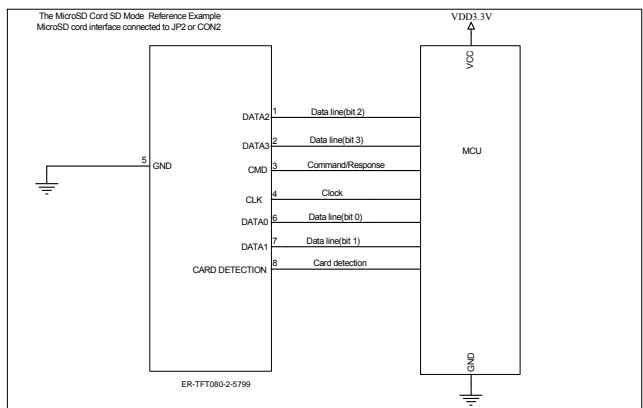 The MicroSD Cord SD Mode Reference Example
MicroSD cord interface connected to JP2 or CON2
VDD3.3V
VCC
DATA2 1 Data line(bit 2)
DATA3 2 Data line(bit 3)
MCU
5 GND
CMD 3 Command/Response
CLK 4 Clock
DATA0 6 Data line(bit 0)
DATA1 7 Data line(bit 1)
CARD DETECTION 8 Card detection
GND
ER-TFT080-2-5799